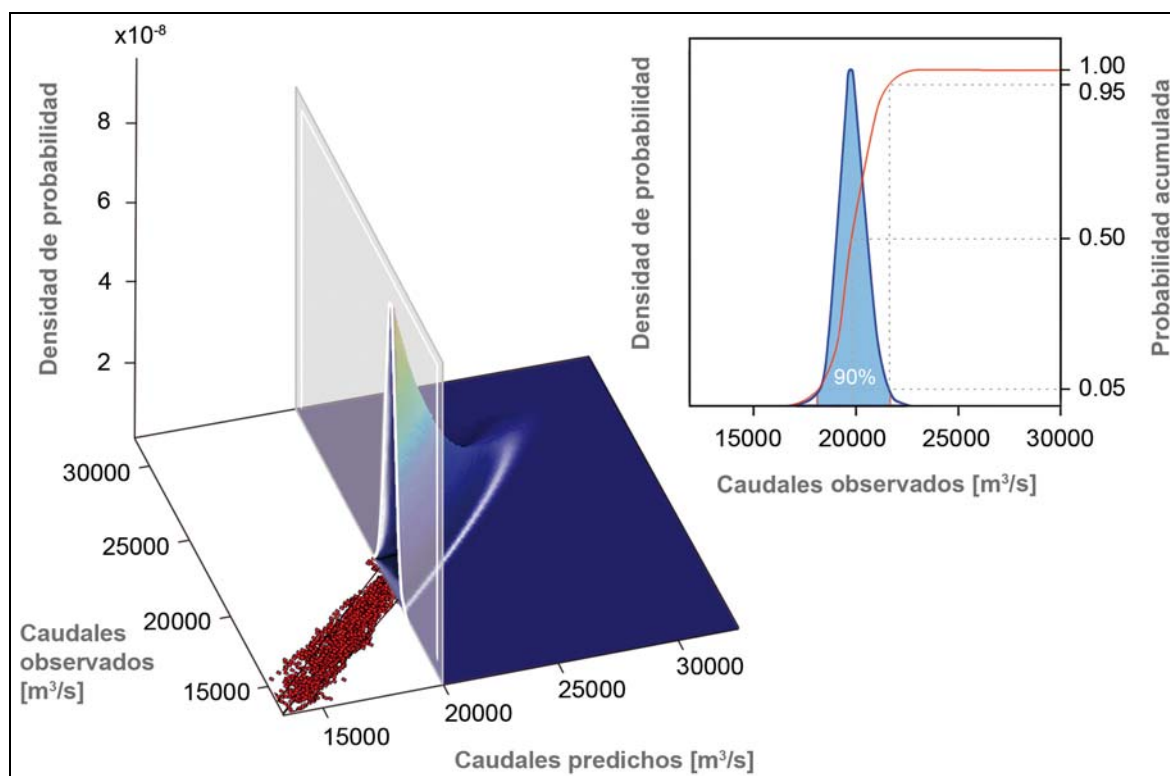 x10-8
Densidad de probabilidad
8
6
4
2
30000
25000
20000
15000
Caudales
observados
[m³/s]
15000
20000
25000
30000
Caudales predichos [m³/s]
Densidad de probabilidad
90%
15000
20000
25000
30000
Caudales observados [m³/s]
1.00
0.95
0.50
0.05
Probabilidad acumulada